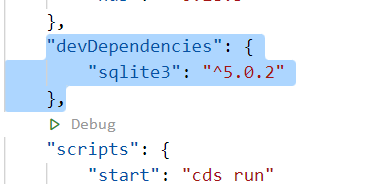 },
"devDependencies": {
"sqlite3": "^5.0.2"
},
Debug
"scripts": {
"start": "cds run"